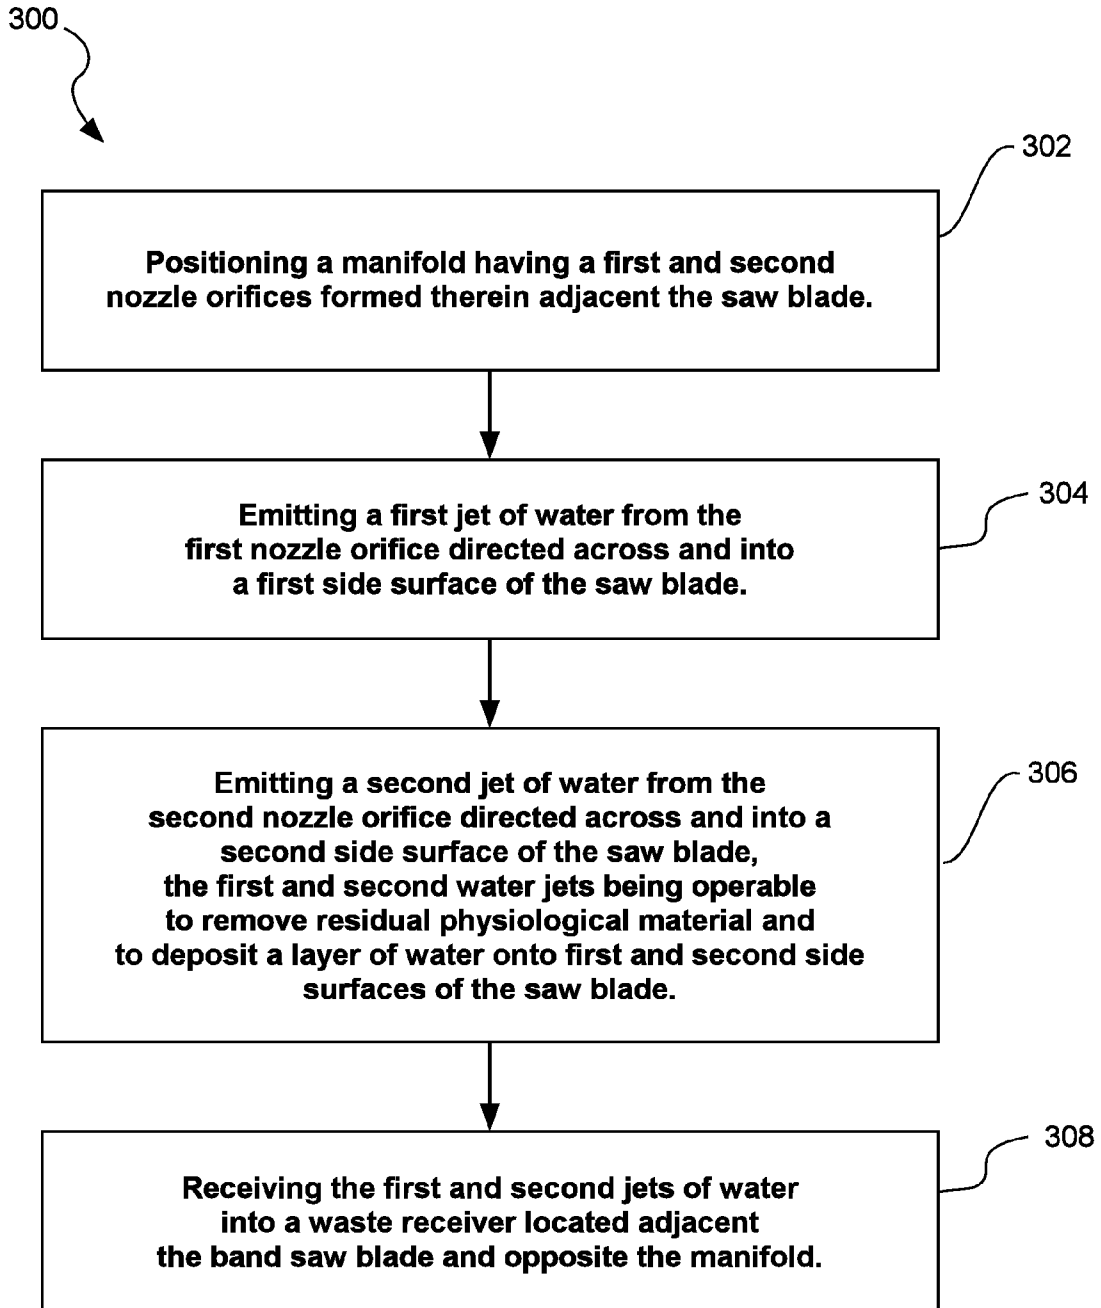 300
302
Positioning a manifold having a first and second
nozzle orifices formed therein adjacent the saw blade.
304
Emitting a first jet of water from the
first nozzle orifice directed across and into
a first side surface of the saw blade.
306
Emitting a second jet of water from the
second nozzle orifice directed across and into a
second side surface of the saw blade,
the first and second water jets being operable
to remove residual physiological material and
to deposit a layer of water onto first and second side
surfaces of the saw blade.
308
Receiving the first and second jets of water
into a waste receiver located adjacent
the band saw blade and opposite the manifold.